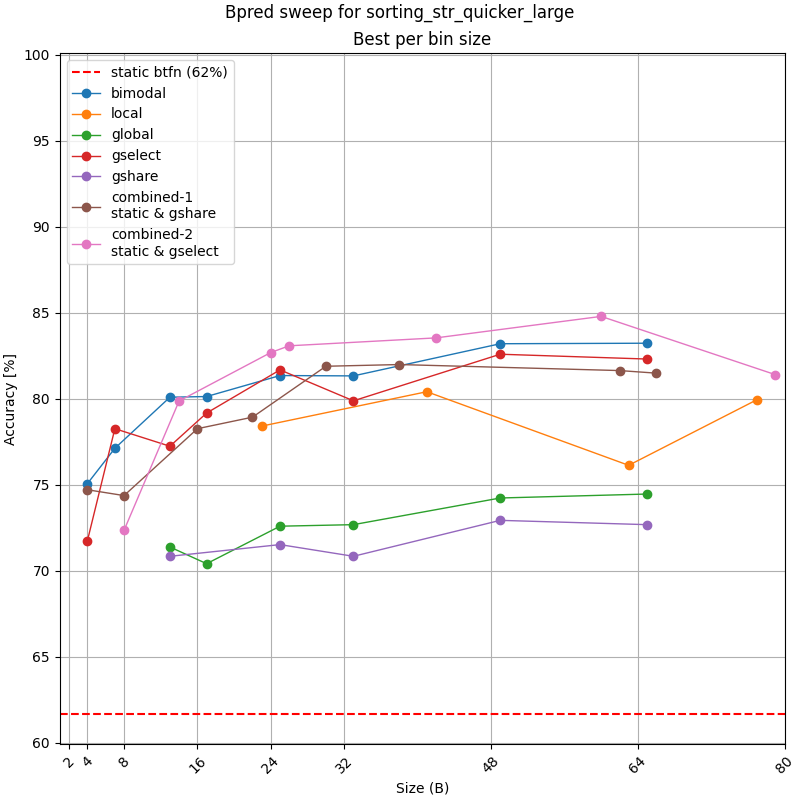 Bpred sweep for sorting_str_quicker_large
Best per bin size
static btfn (62%)
bimodal
local
global
gselect
gshare
combined-1
static & gshare
combined-2
static & gselect
Accuracy [%]
100
95
90
85
80
75
70
65
60
2 4 8 16 24 32 48 64 80
Size (B)